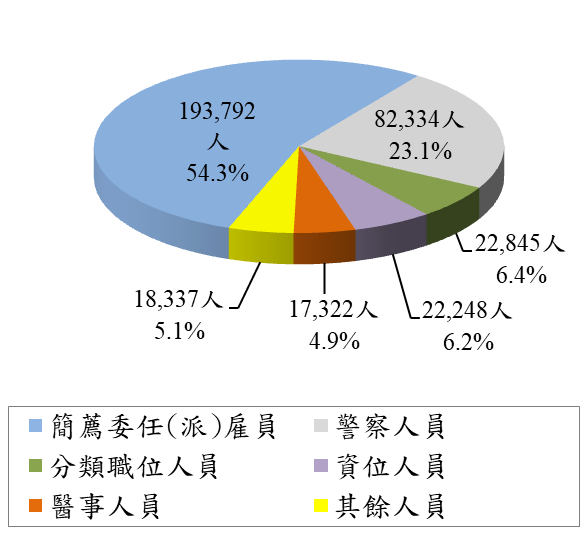 193,792
人
54.3%
82,334人
23.1%
22,845人
6.4%
22,248人
6.2%
17,322人
4.9%
18,337人
5.1%
簡薦委任(派)雇員
警察人員
分類職位人員
資位人員
醫事人員
其餘人員